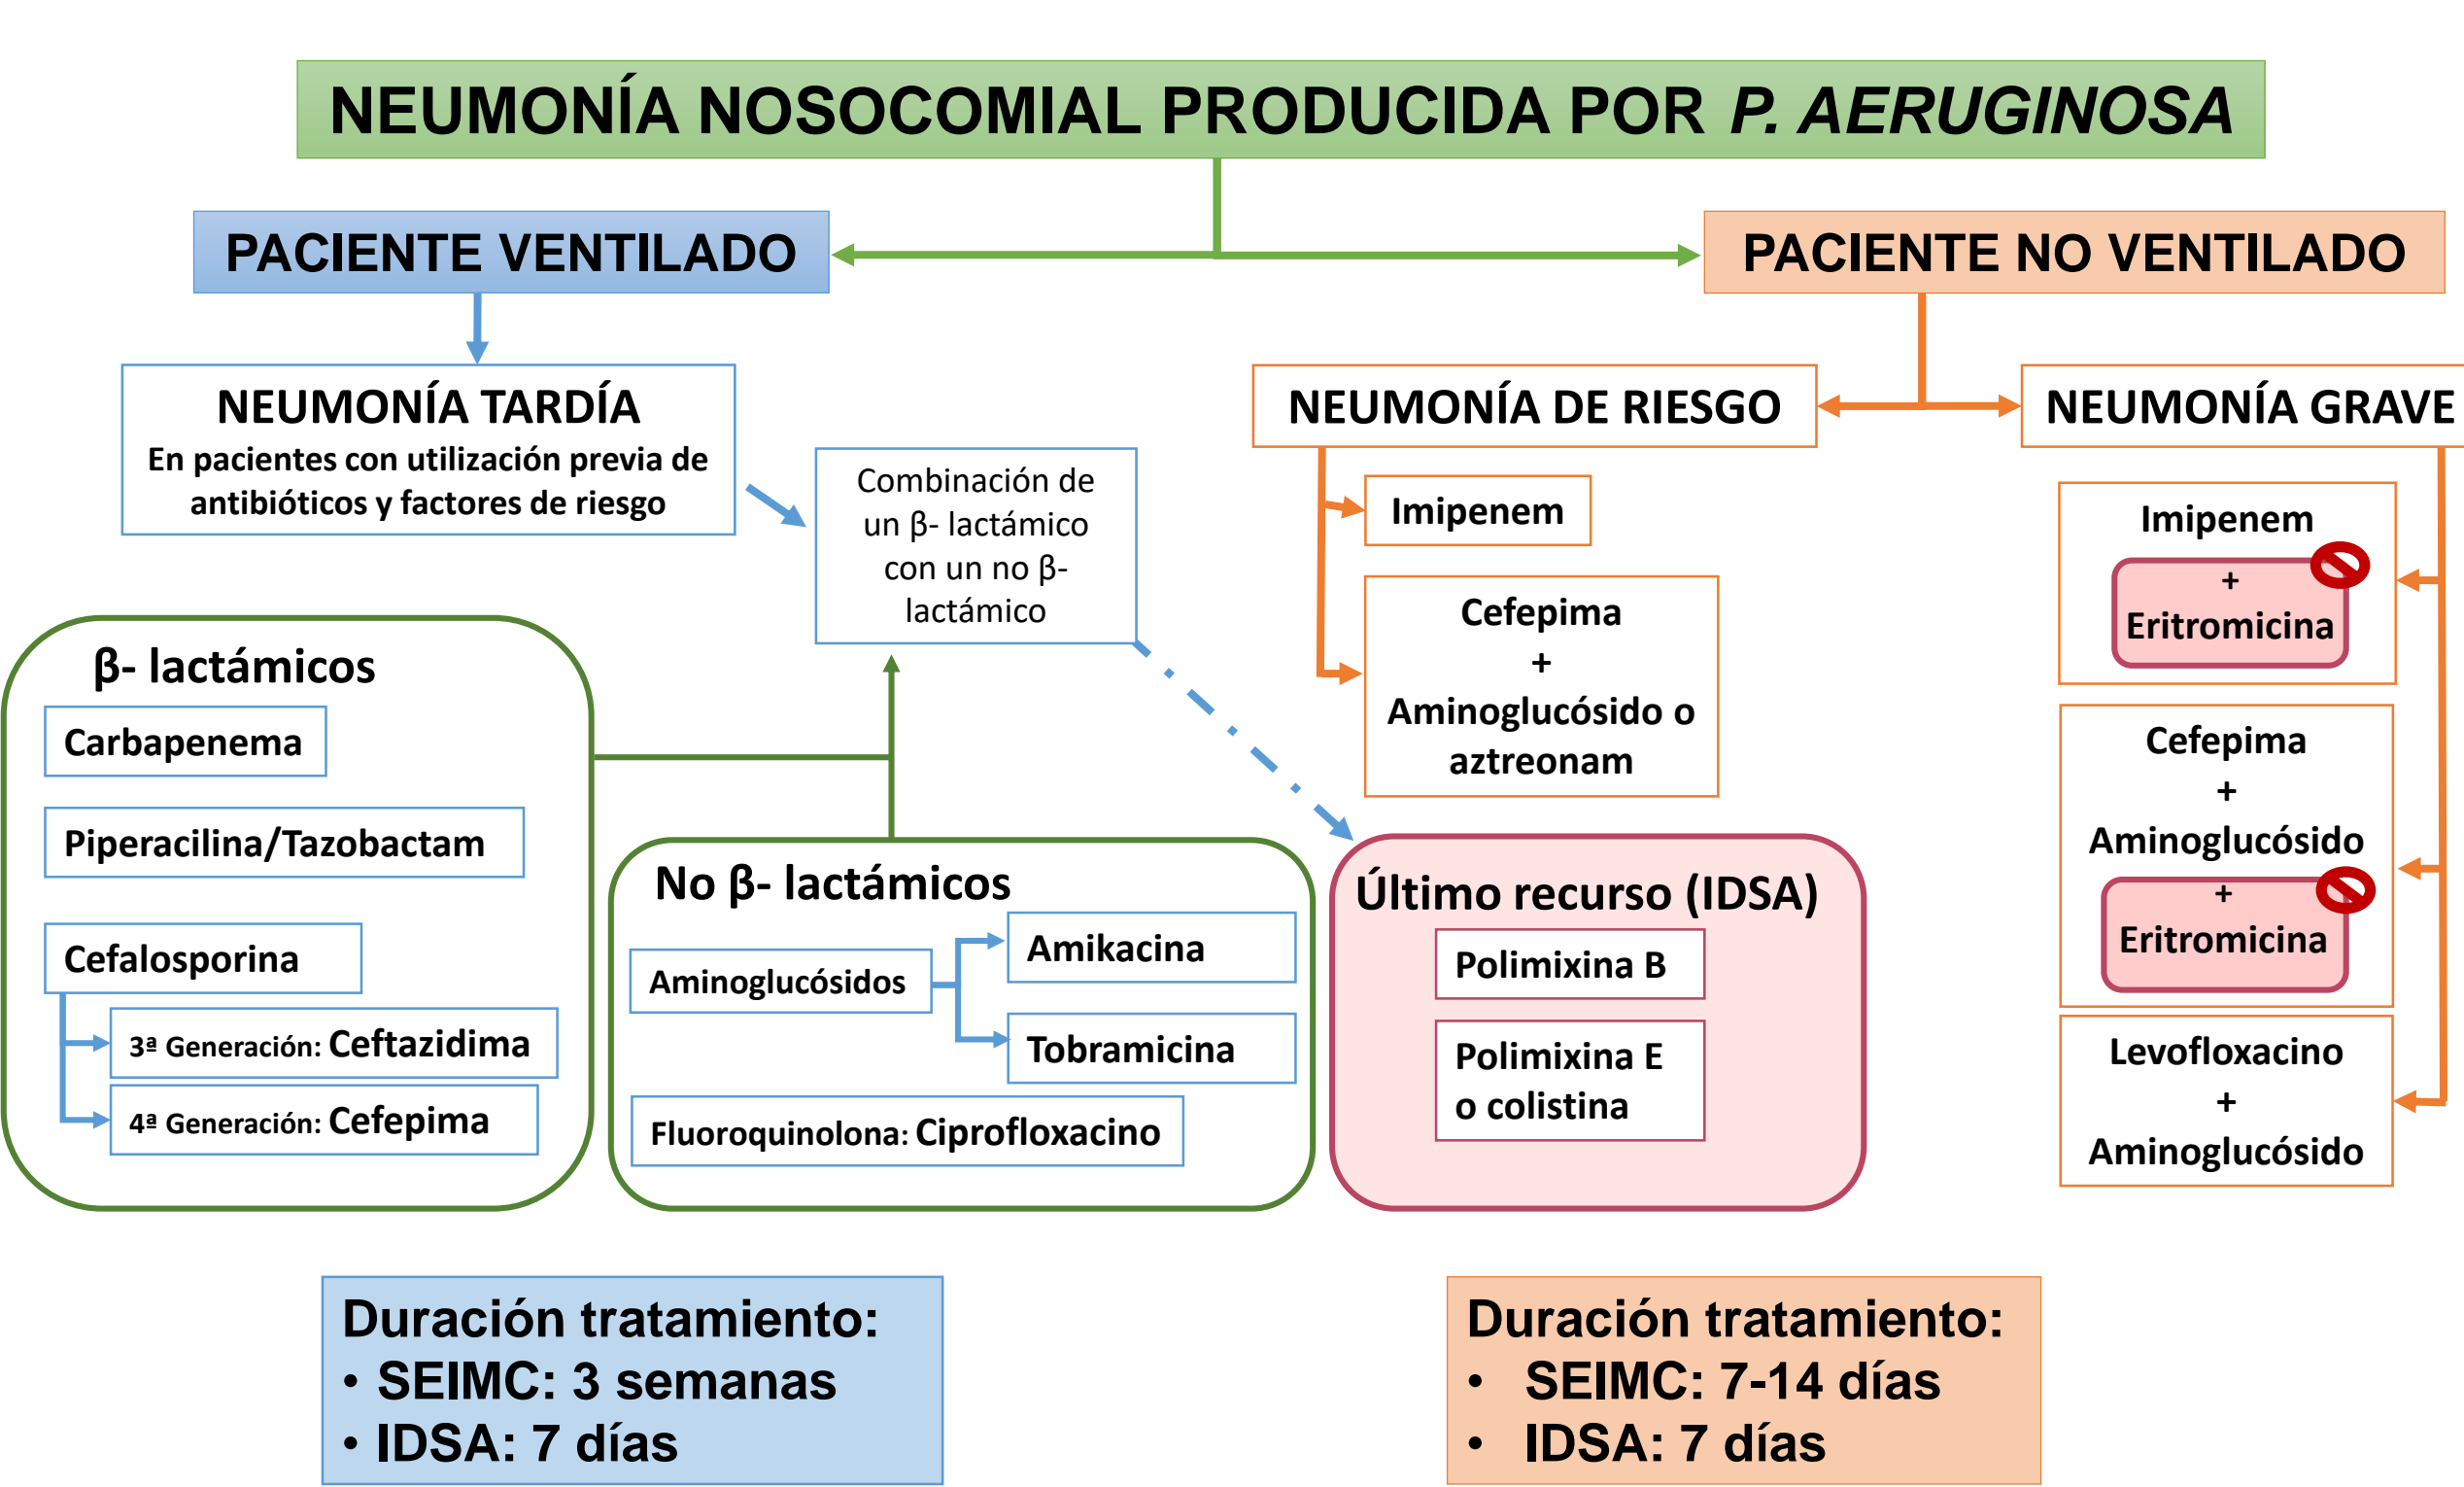 NEUMONÍA NOSOCOMIAL PRODUCIDA POR P. AERUGINOSA
PACIENTE VENTILADO
PACIENTE NO VENTILADO
NEUMONÍA TARDÍA
En pacientes con utilización previa de
antibióticos y factores de riesgo
Combinación de
un β- lactámico
con un no β-
lactámico
β- lactámicos
Carbapenema
Piperacilina/Tazobactam
Cefalosporina
3ª Generación: Ceftazidima
4ª Generación: Cefepima
No β- lactámicos
Aminoglucósidos
Amikacina
Tobramicina
Fluoroquinolona: Ciprofloxacino
Último recurso (IDSA)
Polimixina B
Polimixina E
o colistina
NEUMONÍA DE RIESGO
Imipenem
Cefepima
+
Aminoglucósido o
aztreonam
NEUMONÍA GRAVE
Imipenem
+
Eritromicina
Cefepima
+
Aminoglucósido
+
Eritromicina
Levofloxacino
+
Aminoglucósido
Duración tratamiento:
• SEIMC: 3 semanas
• IDSA: 7 días
Duración tratamiento:
• SEIMC: 7-14 días
• IDSA: 7 días